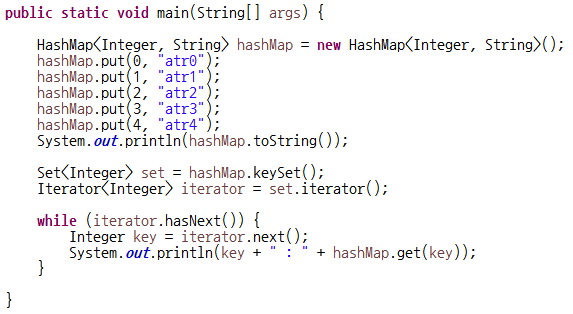 public static void main(String[] args) {
HashMap<Integer, String> hashMap = new HashMap<Integer, String>();
hashMap.put(0, "atr0");
hashMap.put(1, "atr1");
hashMap.put(2, "atr2");
hashMap.put(3, "atr3");
hashMap.put(4, "atr4");
System.out.println(hashMap.toString());
Set<Integer> set = hashMap.keySet();
Iterator<Integer> iterator = set.iterator();
while (iterator.hasNext()) {
Integer key = iterator.next();
System.out.println(key + " : " + hashMap.get(key));
}
}